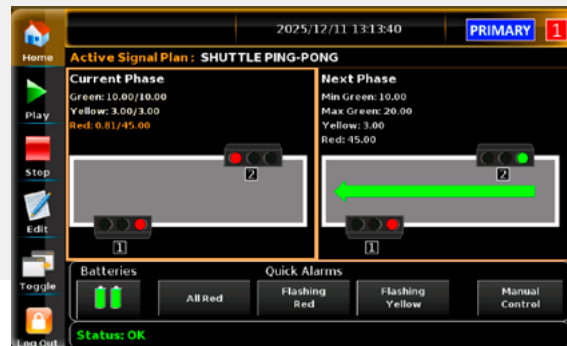 2025/12/11 13:13:40
PRIMARY
1
Home
Active Signal Plan: SHUTTLE PING-PONG
Current Phase
Green: 10.00/10.00
Yellow: 3.00/3.00
Red: 0.81/45.00
Next Phase
Min Green: 10.00
Max Green: 20.00
Yellow: 3.00
Red: 45.00
Play
Stop
Edit
Toggle
Log Out
2
1
2
1
Batteries
Quick Alarms
All Red
Flashing
Red
Flashing
Yellow
Manual
Control
Status: OK